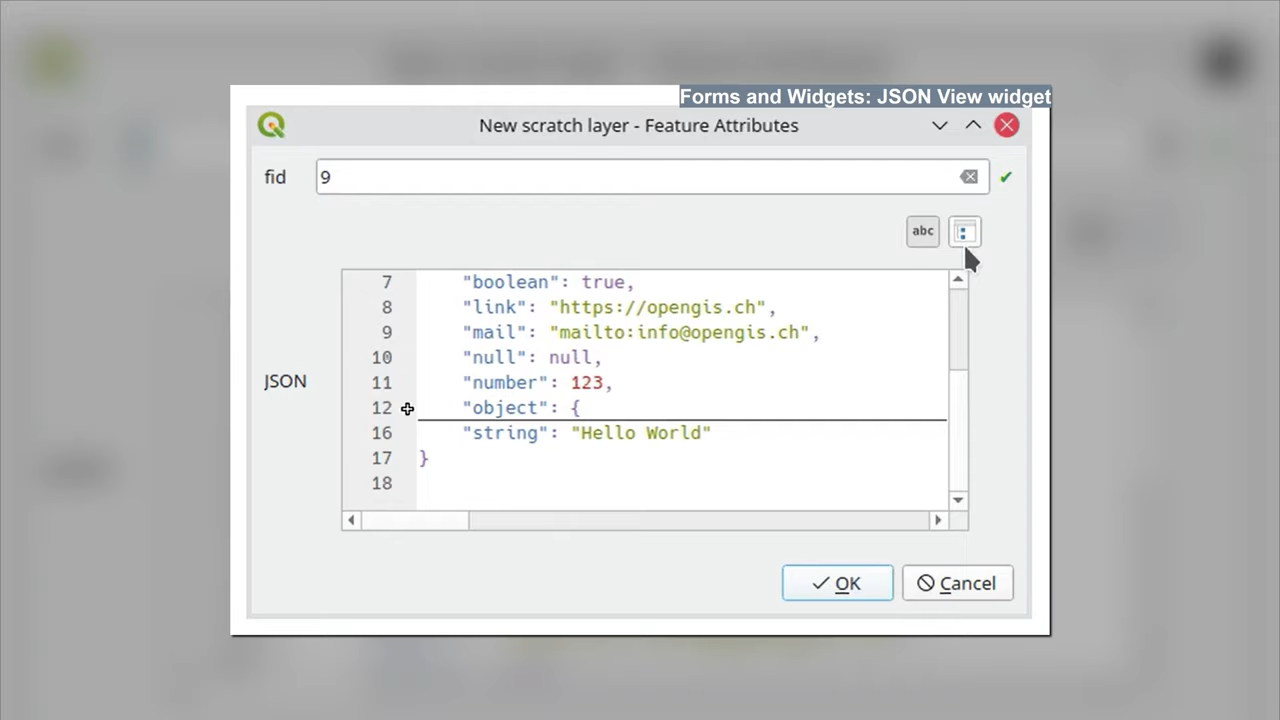 Forms and Widgets: JSON View widget
New scratch layer - Feature Attributes
fid 9
abc
JSON
7 "boolean": true,
8 "link": "https://opengis.ch",
9 "mail": "mailto:info@opengis.ch",
10 "null": null,
11 "number": 123,
12 "object": {
16 "string": "Hello World"
17 }
18
OK Cancel